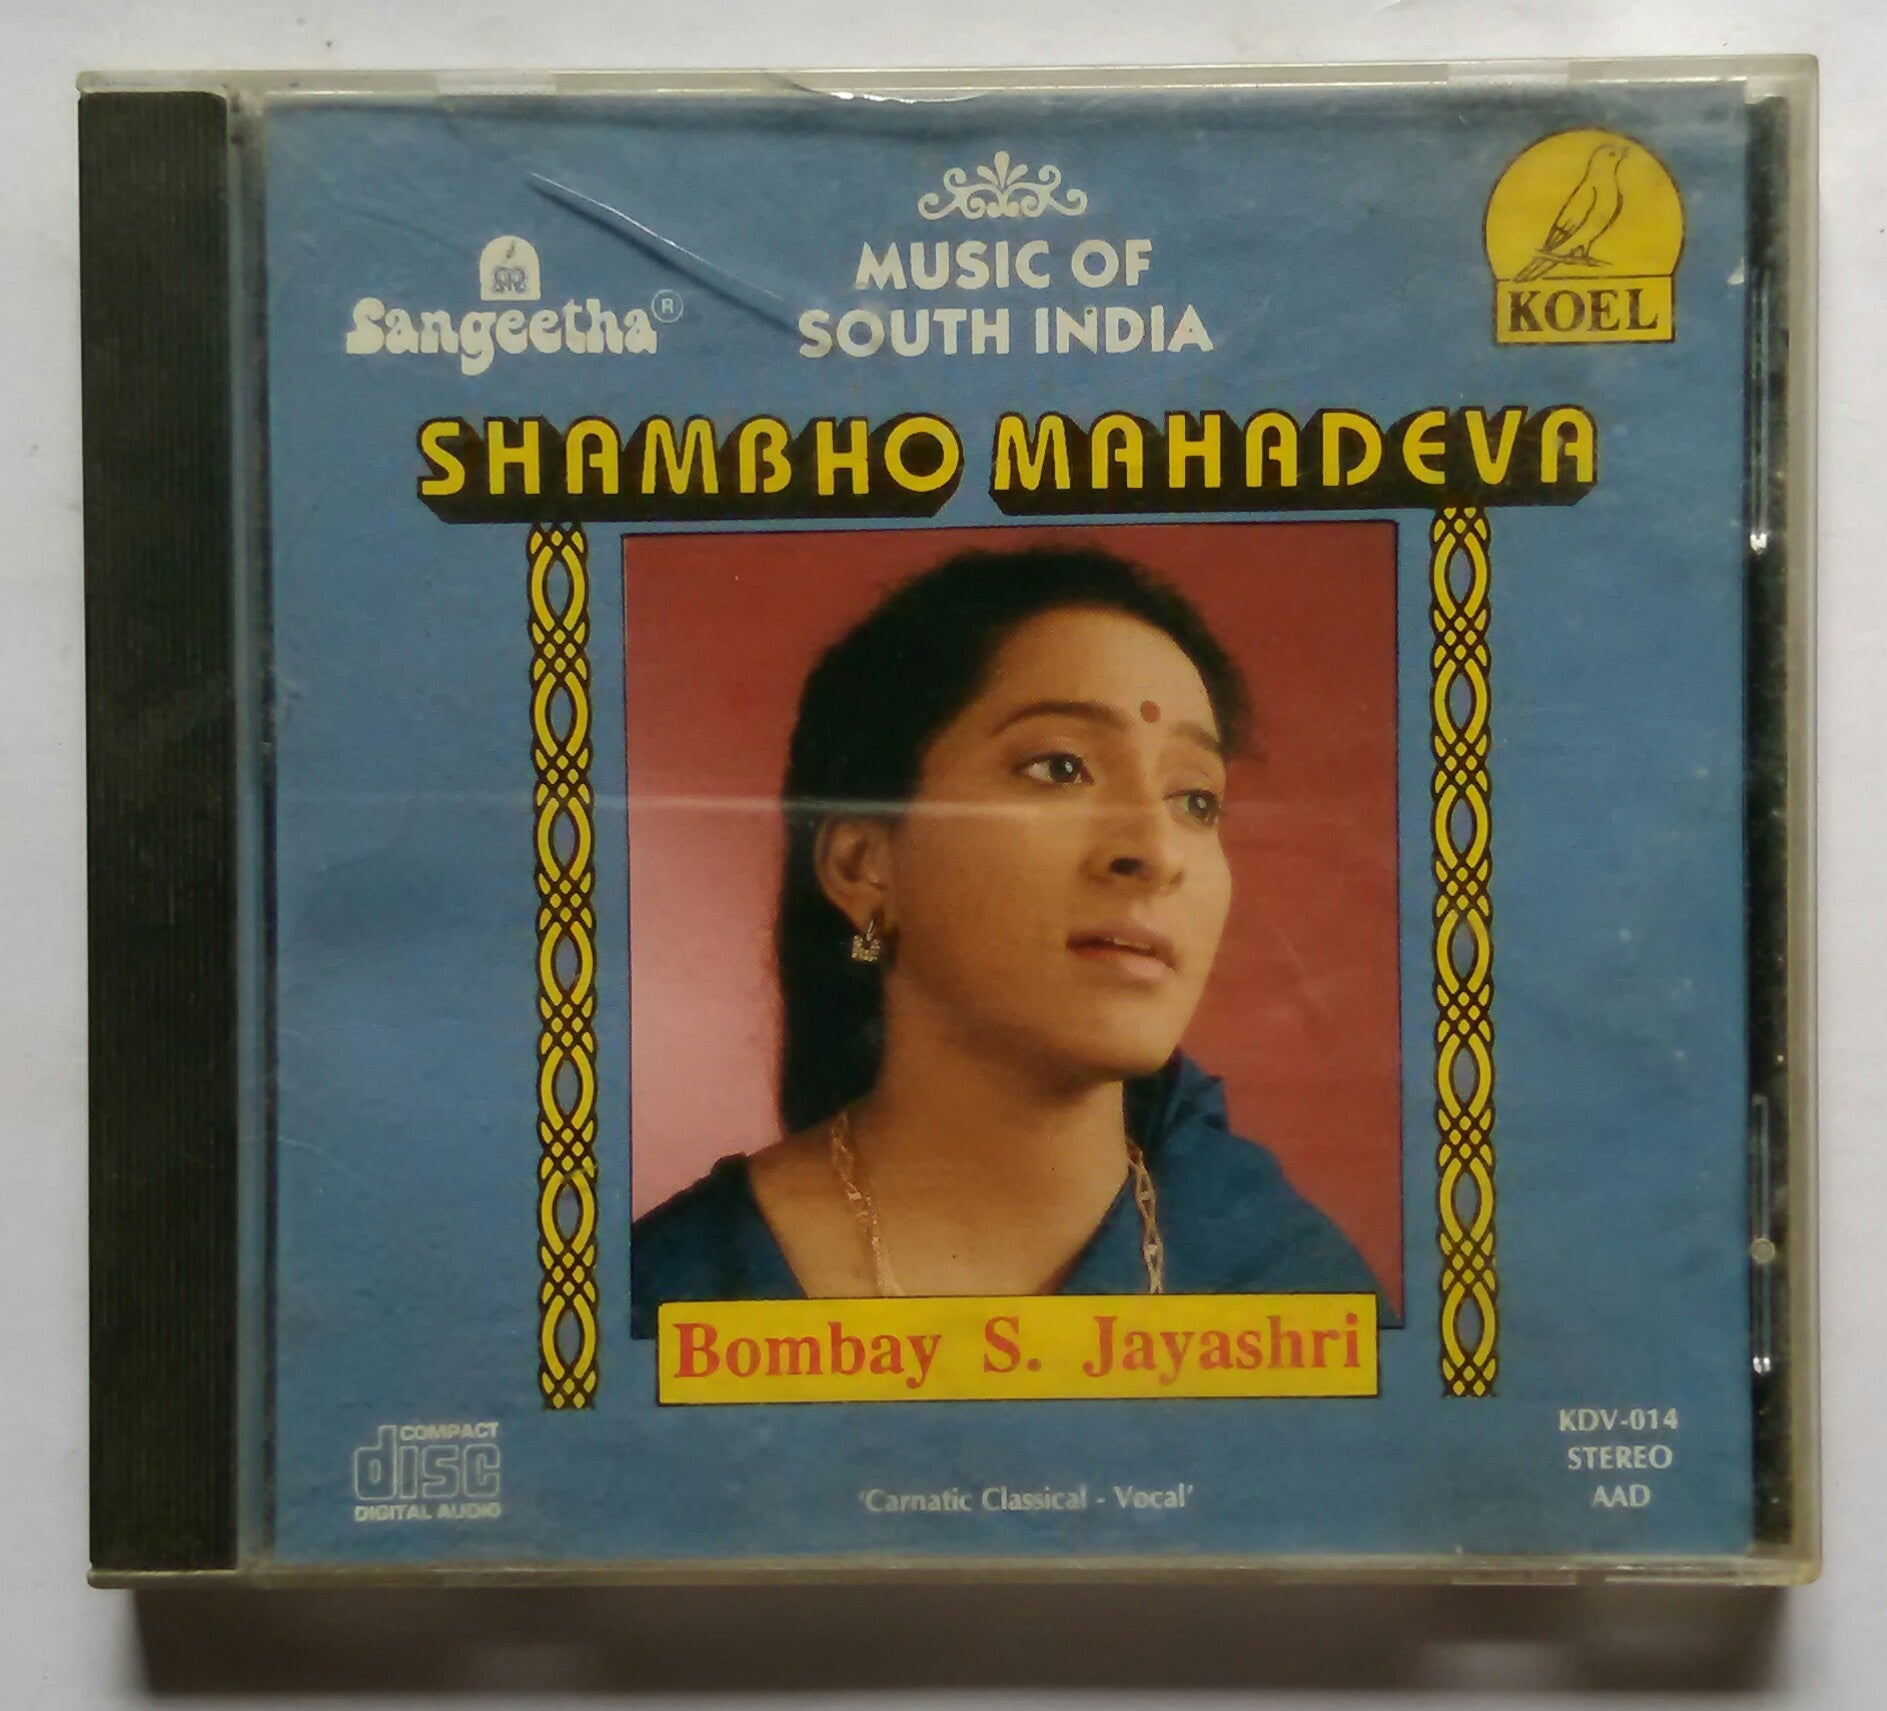 Sangeetha®
MUSIC OF
SOUTH INDIA
KOEL
SHAMBHO MAHADEVA
Bombay S. Jayashri
COMPACT
disc
DIGITAL AUDIO
'Carnatic Classical - Vocal'
KDV-014
STEREO
AAD